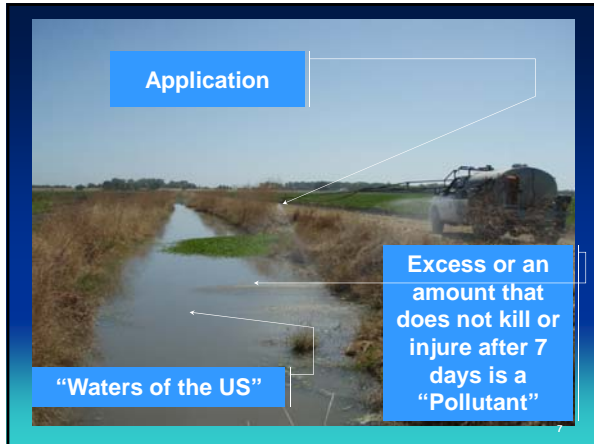 Application
Excess or an
amount that
does not kill or
injure after 7
days is a
“Pollutant”
“Waters of the US”
7